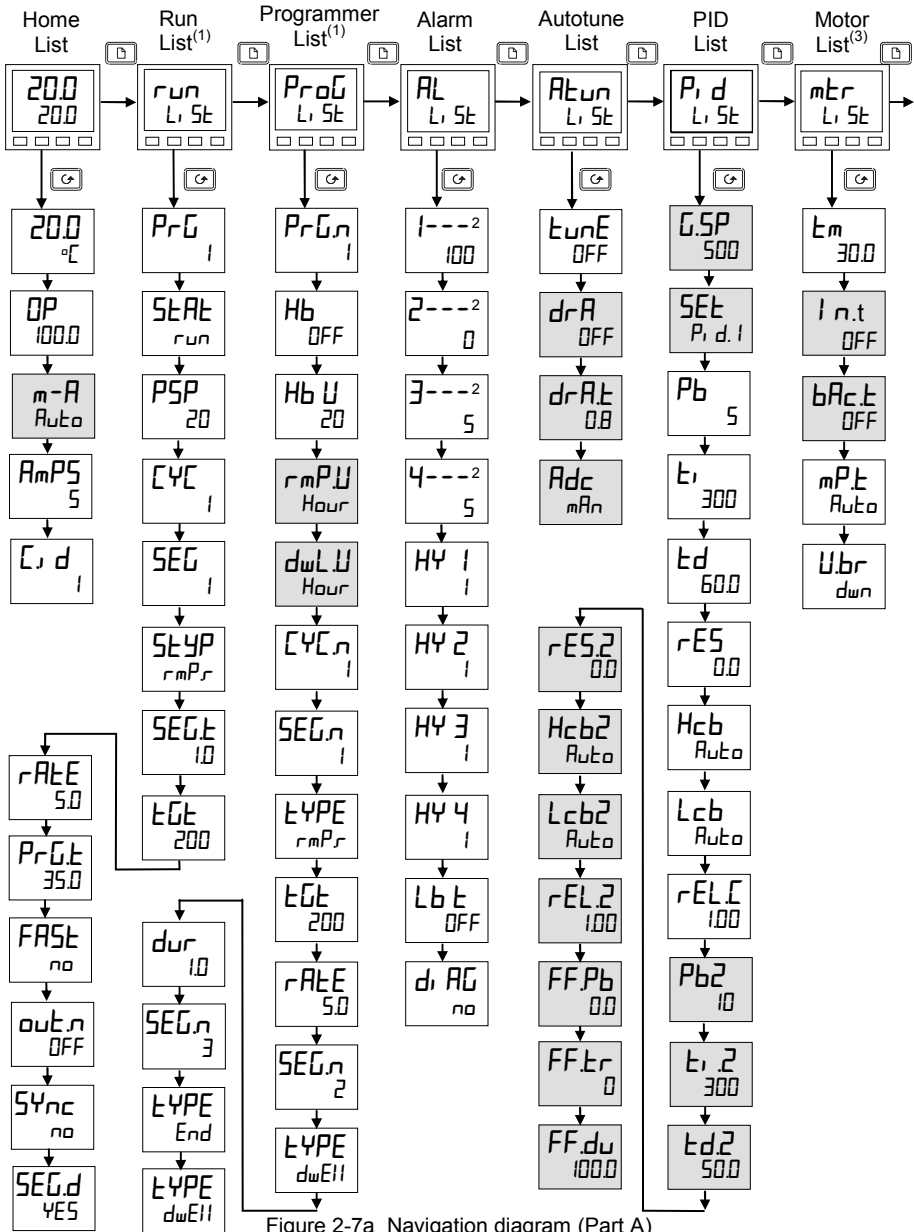 Home List
Run List(1)
Programmer List(1)
Alarm List
Autotune List
PID List
Motor List(3)
20.0
20.0
run
LiSt
ProG
LiSt
AL
LiSt
Atun
LiSt
Pid
LiSt
mtr
LiSt
20.0
°C
OP
100.0
m-A
Auto
AmPS
5
C.id
1
PrG
1
StAt
run
PSP
20
CYC
1
SEG
1
StYP
rmP.r
SEG.t
1.0
tGt
200
rAtE
5.0
PrG.t
35.0
FASt
no
out.n
OFF
SYnc
no
SEG.d
YES
PrG.n
1
Hb
OFF
Hb U
20
rmP.U
Hour
dwL.U
Hour
CYC.n
1
SEG.n
1
tYPE
rmP.r
tGt
200
rAtE
5.0
SEG.n
2
tYPE
dwEll
dur
1.0
SEG.n
3
tYPE
End
tYPE
dwEll
1---2
100
2---2
0
3---2
5
4---2
5
HY 1
1
HY 2
1
HY 3
1
HY 4
1
Lb t
OFF
diAG
no
tunE
OFF
drA
OFF
drA.t
0.8
Adc
mAn
G.SP
500
SEt
Pid.1
Pb
5
ti
300
td
60.0
rES
0.0
Hcb
Auto
Lcb
Auto
rEL.C
1.00
Pb2
10
ti.2
300
td.2
50.0
rES.2
0.0
Hcb2
Auto
Lcb2
Auto
rEL.2
1.00
FF.Pb
0.0
FF.tr
0
FF.du
100.0
tm
30.0
In.t
OFF
bAc.t
OFF
mP.t
Auto
U.br
dwn
Figure 2-7a Navigation diagram (Part A)